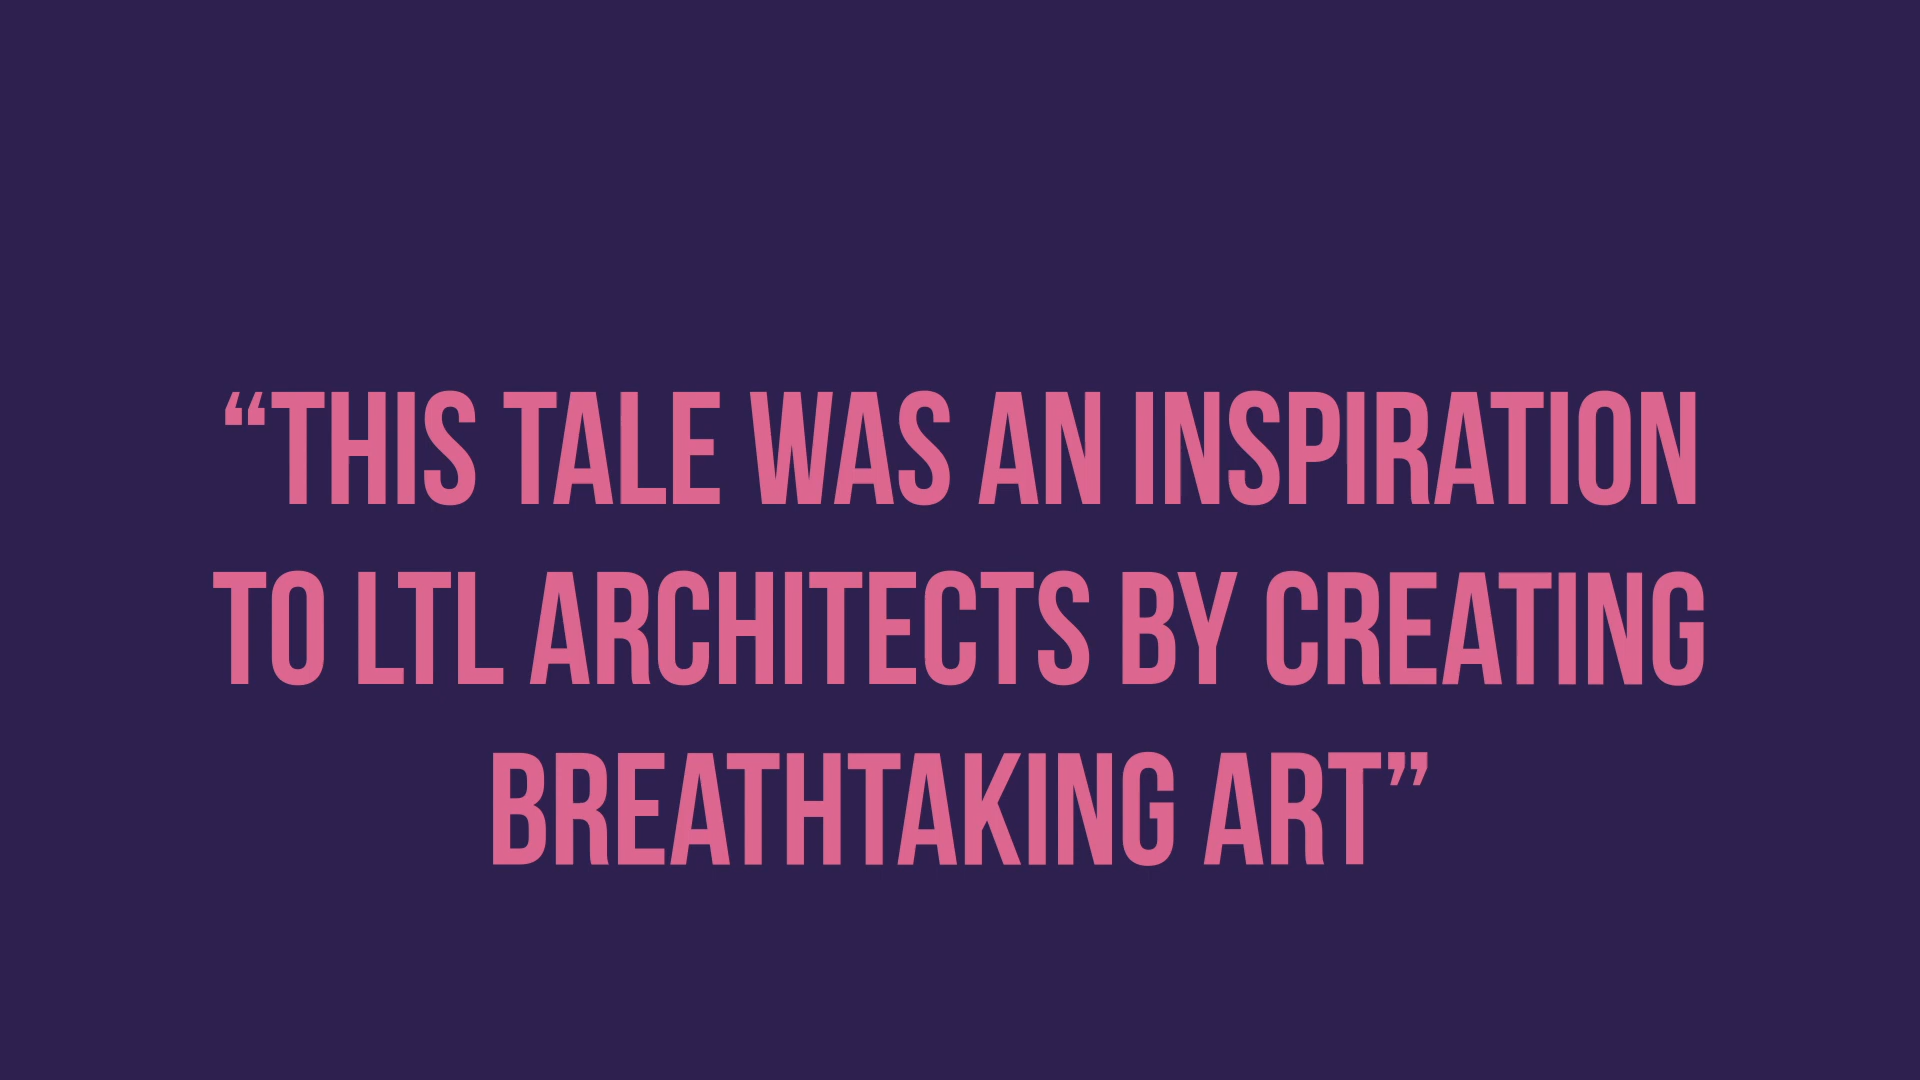 “THIS TALE WAS AN INSPIRATION
TO LTL ARCHITECTS BY CREATING
BREATHTAKING ART”